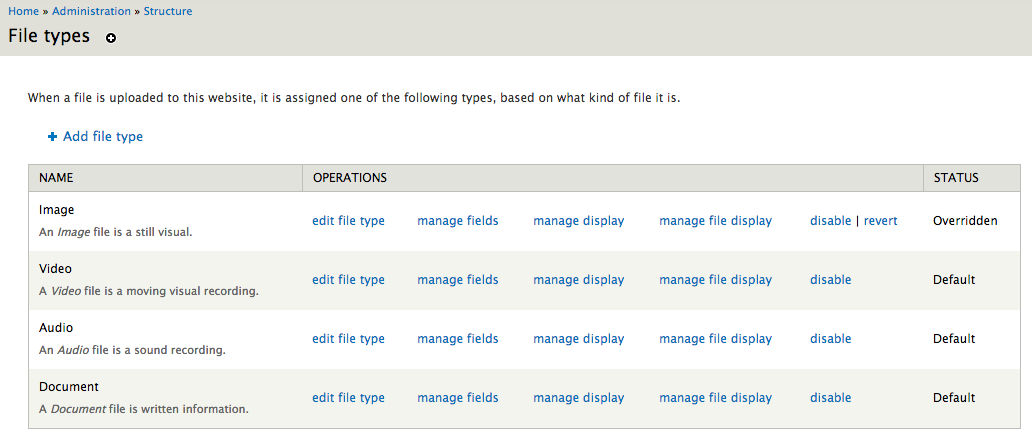 Home » Administration » Structure
File types
When a file is uploaded to this website, it is assigned one of the following types, based on what kind of file it is.
Add file type
NAME OPERATIONS STATUS
Image
An Image file is a still visual.
edit file type manage fields manage display manage file display disable | revert Overridden
Video
A Video file is a moving visual recording.
edit file type manage fields manage display manage file display disable Default
Audio
An Audio file is a sound recording.
edit file type manage fields manage display manage file display disable Default
Document
A Document file is written information.
edit file type manage fields manage display manage file display disable Default